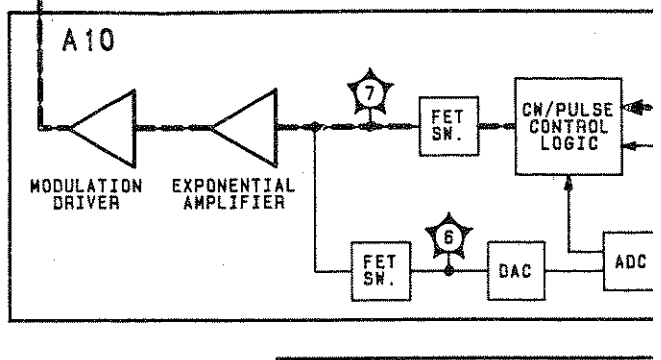 A10
7
FET
SW.
CW/PULSE
CONTROL
LOGIC
MODULATION
DRIVER
EXPONENTIAL
AMPLIFIER
6
FET
SW.
DAC
ADC